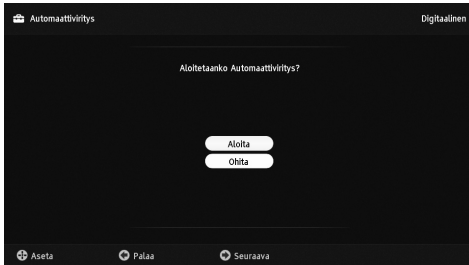 Automaattiviritys
Digitaalinen
Aloitetaanko Automaattiviritys?
Aloita
Ohita
Aseta
Palaa
Seuraava